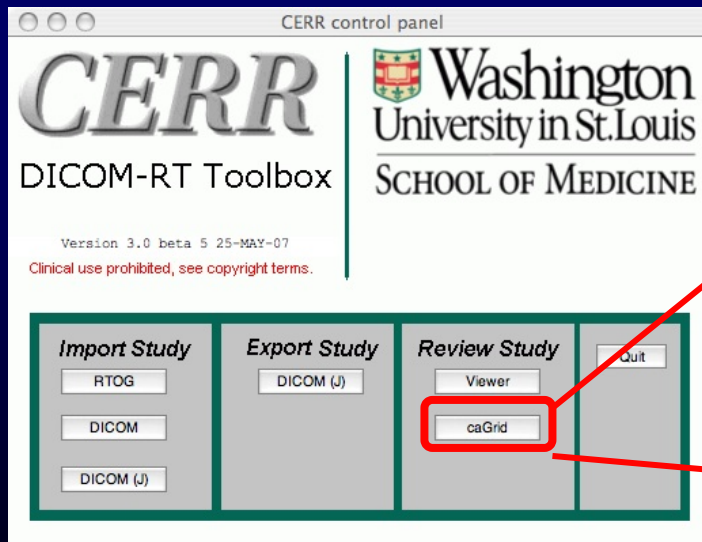 CERR control panel
CERR
DICOM-RT Toolbox
Version 3.0 beta 5 25-MAY-07
Clinical use prohibited, see copyright terms.
Washington
University in St.Louis
SCHOOL OF MEDICINE
Import Study
RTOG
DICOM
DICOM (J)
Export Study
DICOM (J)
Review Study
Viewer
caGrid
Quit